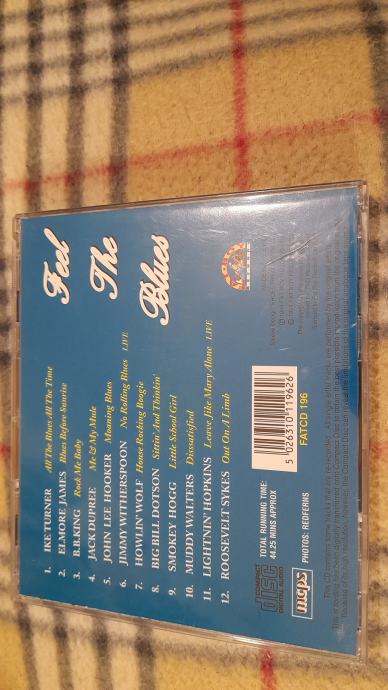 Feel
The
Blues
1. IKE TURNER All The Blues All The Time
2. ELMORE JAMES Blues Before Sunrise
3. B.B.KING Rock Me Baby
4. JACK DUPREE Me & My Mule
5. JOHN LEE HOOKER Moaning Blues
6. JIMMY WITHERSPOON No Rolling Blues LIVE
7. HOWLIN' WOLF House Rocking Boogie
8. BIG BILL DOTSON Sittin' And Thinkin'
9. SMOKEY HOGG Little School Girl
10. MUDDY WALTERS Dissatisfied
11. LIGHTNIN' HOPKINS Leave Jike Mary Alone LIVE
12. ROOSEVELT SYKES Out On A Limb
COMPACT
disc
DIGITAL AUDIO
TOTAL RUNNING TIME:
44.25 MINS APPROX
mcps
PHOTOS: REDFERNS
5 026310 119626
FATCD 196